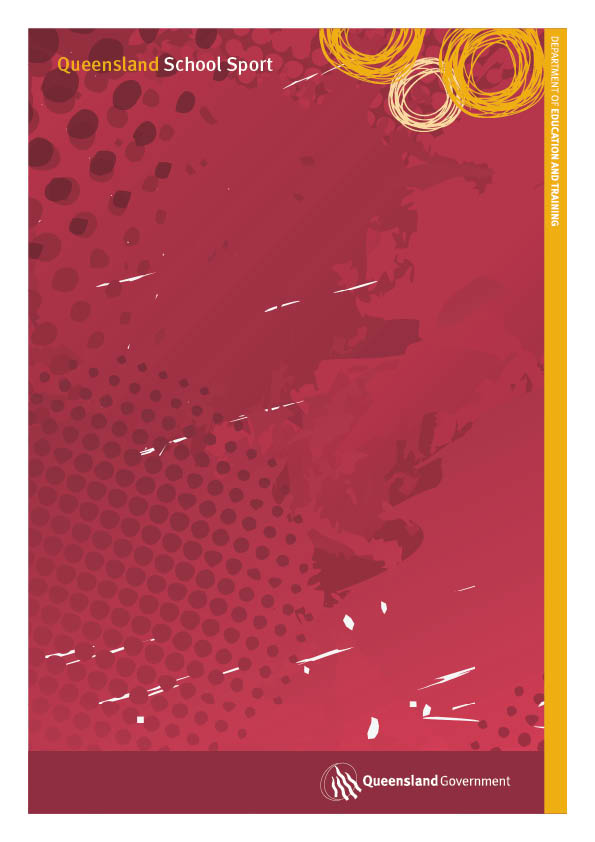 Queensland School Sport
DEPARTMENT OF EDUCATION AND TRAINING
Queensland Government